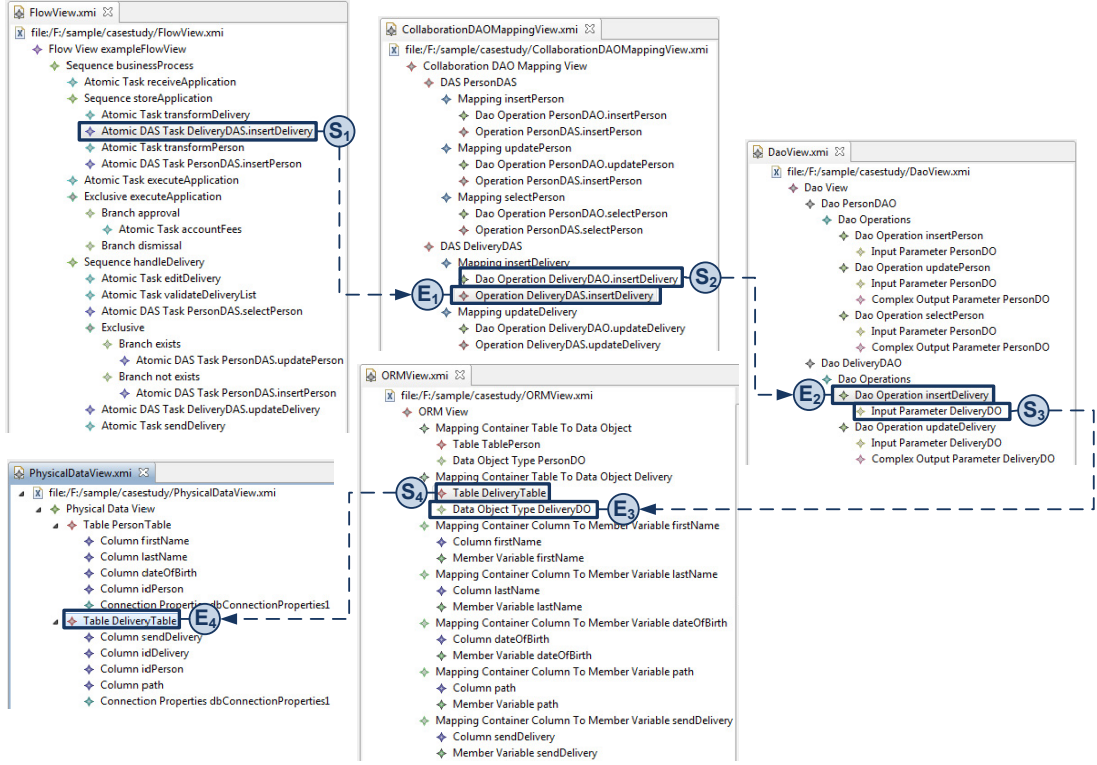 FlowView.xmi
file:/F:/sample/casestudy/FlowView.xmi
Flow View exampleFlowView
Sequence businessProcess
Atomic Task receiveApplication
Sequence storeApplication
Atomic Task transformDelivery
Atomic DAS Task DeliveryDAS.insertDelivery
S1
Atomic Task transformPerson
Atomic DAS Task PersonDAS.insertPerson
Atomic Task executeApplication
Exclusive executeApplication
Branch approval
Atomic Task accountFees
Branch dismissal
Sequence handleDelivery
Atomic Task editDelivery
Atomic Task validateDeliveryList
Atomic DAS Task PersonDAS.selectPerson
Exclusive
Branch exists
Atomic DAS Task PersonDAS.updatePerson
Branch not exists
Atomic DAS Task PersonDAS.insertPerson
Atomic DAS Task DeliveryDAS.updateDelivery
Atomic Task sendDelivery
CollaborationDAOMappingView.xmi
file:/F:/sample/casestudy/CollaborationDAOMappingView.xmi
Collaboration DAO Mapping View
DAS PersonDAS
Mapping insertPerson
Dao Operation PersonDAO.insertPerson
Operation PersonDAS.insertPerson
Mapping updatePerson
Dao Operation PersonDAO.updatePerson
Operation PersonDAS.insertPerson
Mapping selectPerson
Dao Operation PersonDAO.selectPerson
Operation PersonDAS.selectPerson
DAS DeliveryDAS
Mapping insertDelivery
Dao Operation DeliveryDAO.insertDelivery
S2
E1
Operation DeliveryDAS.insertDelivery
Mapping updateDelivery
Dao Operation DeliveryDAO.updateDelivery
Operation DeliveryDAS.updateDelivery
DaoView.xmi
file:/F:/sample/casestudy/DaoView.xmi
Dao View
Dao PersonDAO
Dao Operations
Dao Operation insertPerson
Input Parameter PersonDO
Dao Operation updatePerson
Input Parameter PersonDO
Complex Output Parameter PersonDO
Dao Operation selectPerson
Input Parameter PersonDO
Complex Output Parameter PersonDO
Dao DeliveryDAO
Dao Operations
E2
Dao Operation insertDelivery
Input Parameter DeliveryDO
S3
Dao Operation updateDelivery
Input Parameter DeliveryDO
Complex Output Parameter DeliveryDO
ORMView.xmi
file:/F:/sample/casestudy/ORMView.xmi
ORM View
Mapping Container Table To Data Object
Table TablePerson
Data Object Type PersonDO
Mapping Container Table To Data Object Delivery
S4
Table DeliveryTable
Data Object Type DeliveryDO
E3
Mapping Container Column To Member Variable firstName
Column firstName
Member Variable firstName
Mapping Container Column To Member Variable lastName
Column lastName
Member Variable lastName
Mapping Container Column To Member Variable dateOfBirth
Column dateOfBirth
Member Variable dateOfBirth
Mapping Container Column To Member Variable path
Column path
Member Variable path
Mapping Container Column To Member Variable sendDelivery
Column sendDelivery
Member Variable sendDelivery
PhysicalDataView.xmi
file:/F:/sample/casestudy/PhysicalDataView.xmi
Physical Data View
Table PersonTable
Column firstName
Column lastName
Column dateOfBirth
Column idPerson
Connection Properties dbConnectionProperties1
Table DeliveryTable
E4
Column sendDelivery
Column idDelivery
Column idPerson
Column path
Connection Properties dbConnectionProperties1